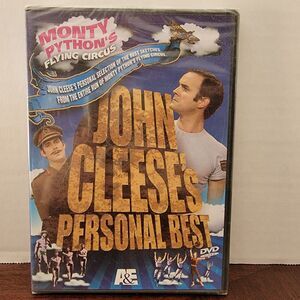 MONTY
PYTHON'S
FLYING CIRCUS
JOHN CLEESE'S PERSONAL SELECTION OF THE BEST SKETCHES
FROM THE ENTIRE RUN OF MONTY PYTHON'S FLYING CIRCUS
JOHN
CLEESE'S
PERSONAL BEST
DVD
A&E